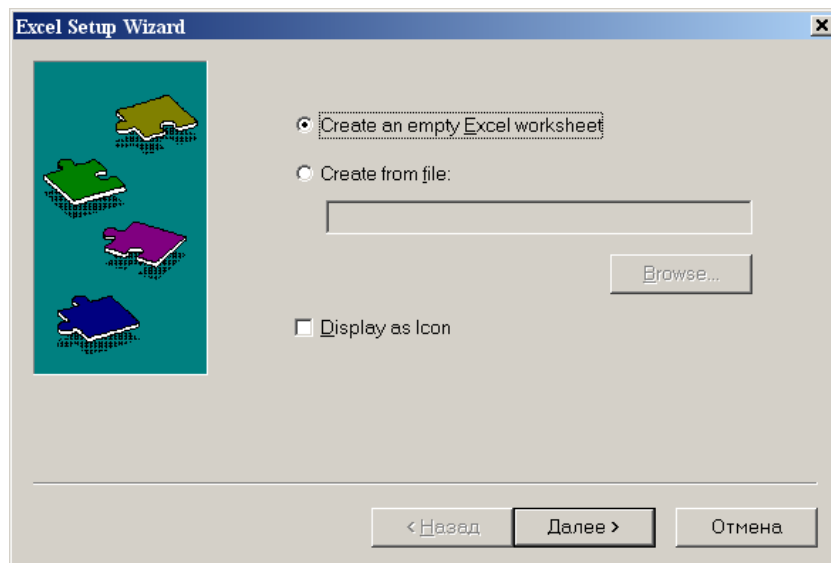 Excel Setup Wizard
Create an empty Excel worksheet
Create from file:
Browse...
Display as Icon
< Назад Далее > Отмена